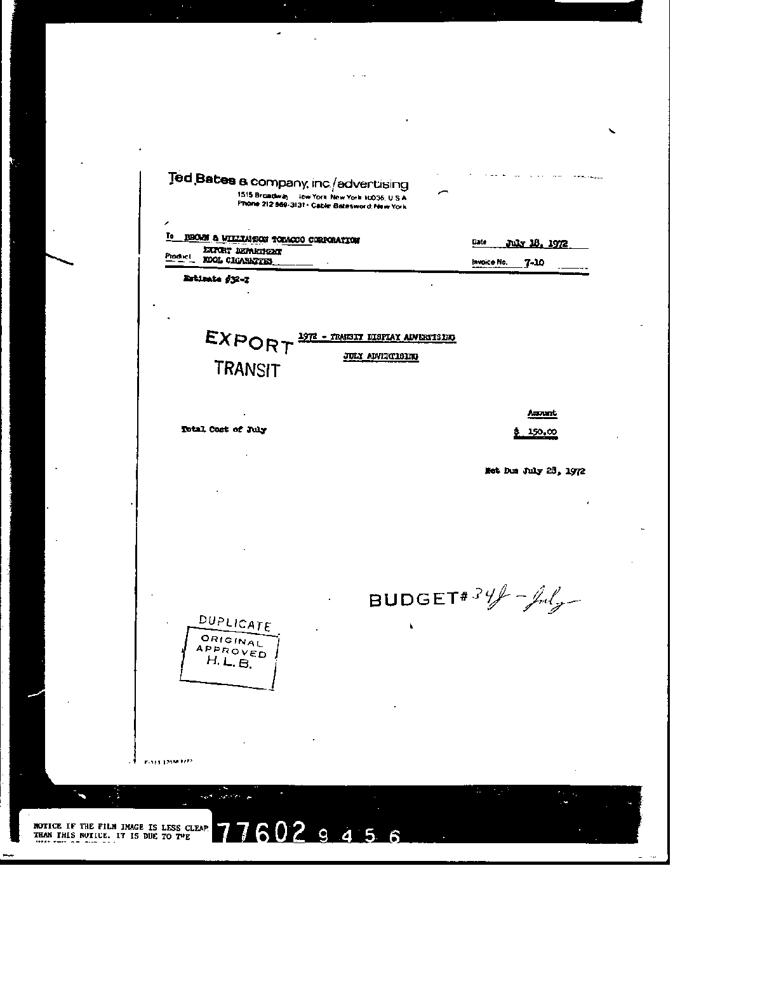 Ted Bates & company, inc./advertising
1515 Broadway, New York New York 10036, U S A
Phone 212 869-3131 • Cable Batesword New York
To BROWN & WILLIAMSON TOBACCO CORPORATION
EXPORT DEPARTMENT
Date July 18, 1972
Product KOOL CIGARETTES
Invoice No. 7-10
Estimate #32-Z
EXPORT
TRANSIT
1972 - TRANSIT DISPLAY ADVERTISING
JULY ADVERTISING
Amount
Total Cost of July
$ 150.00
Net Due July 28, 1972
BUDGET# 34J - July
DUPLICATE
ORIGINAL
APPROVED
H. L. B.
NOTICE IF THE FILM IMAGE IS LESS CLEAR
THAN THIS NOTICE. IT IS DUE TO THE
776029456